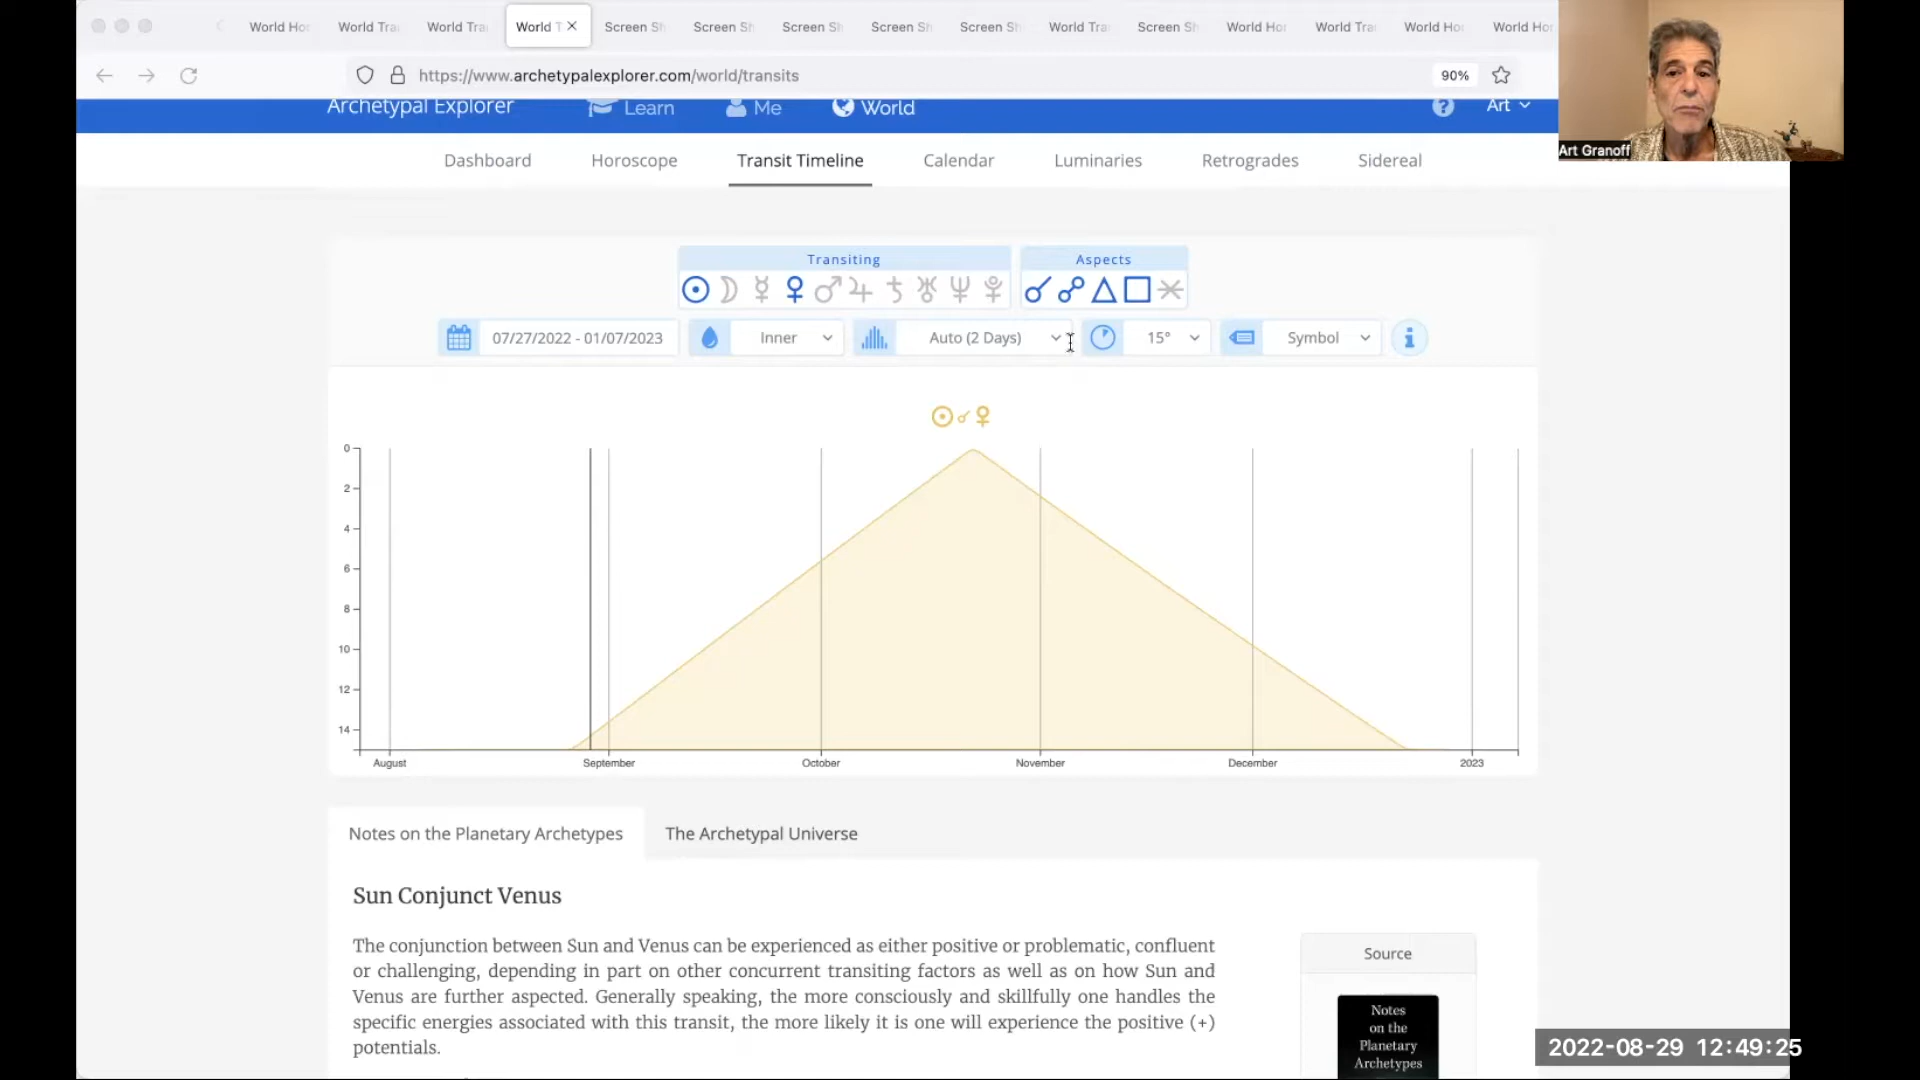 World Hor
World Tra
World Tra
World T
Screen Sh
Screen Sh
Screen Sh
Screen Sh
Screen Sh
World Tra
Screen Sh
World Hor
World Tra
World Hor
World Hor
https://www.archetypalexplorer.com/world/transits
90%
Archetypal Explorer
Learn
Me
World
?
Art
Art Granoff
Dashboard
Horoscope
Transit Timeline
Calendar
Luminaries
Retrogrades
Sidereal
Transiting
Aspects
07/27/2022 - 01/07/2023
Inner
Auto (2 Days)
15°
Symbol
0
2
4
6
8
10
12
14
August
September
October
November
December
2023
Notes on the Planetary Archetypes
The Archetypal Universe
Sun Conjunct Venus
The conjunction between Sun and Venus can be experienced as either positive or problematic, confluent
or challenging, depending in part on other concurrent transiting factors as well as on how Sun and
Venus are further aspected. Generally speaking, the more consciously and skillfully one handles the
specific energies associated with this transit, the more likely it is one will experience the positive (+)
potentials.
Source
Notes
on the
Planetary
Archetypes
2022-08-29 12:49:25